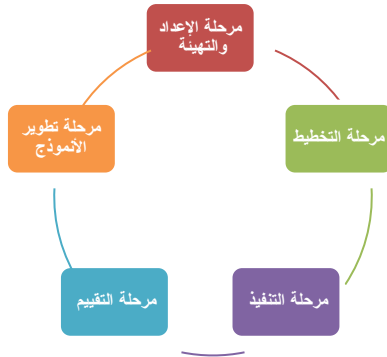 مرحلة الإعداد
والتهيئة
مرحلة التخطيط
مرحلة التنفيذ
مرحلة التقييم
مرحلة تطوير
الأنموذج